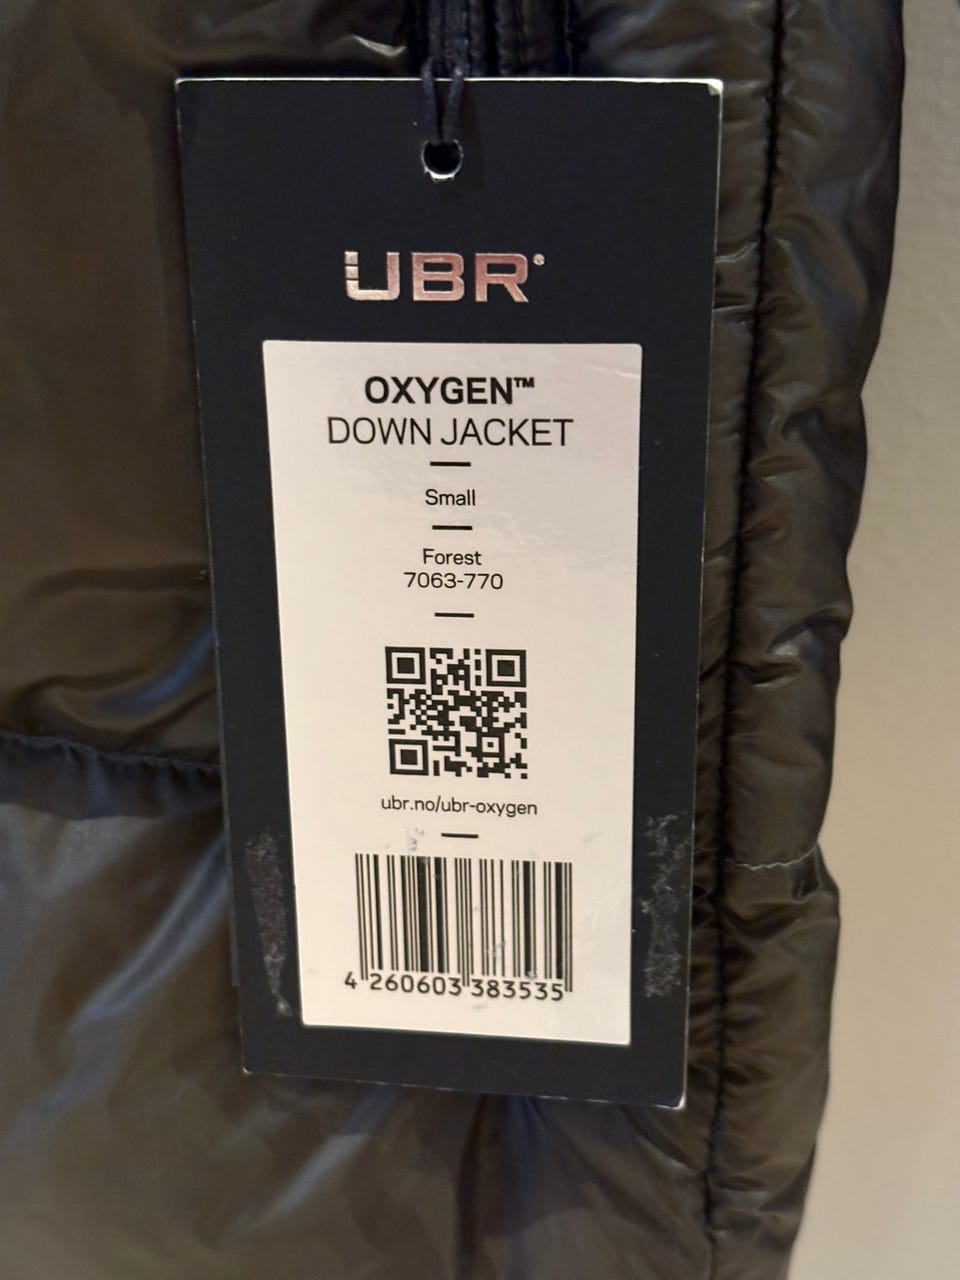 UBR®
OXYGEN™
DOWN JACKET
Small
Forest
7063-770
ubr.no/ubr-oxygen
4 260603 383535